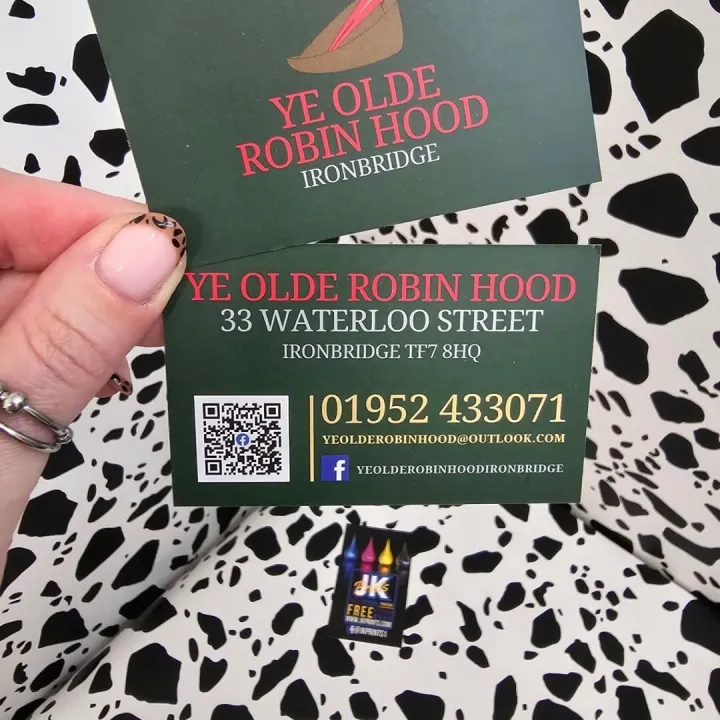 YE OLDE
ROBIN HOOD
IRONBRIDGE
YE OLDE ROBIN HOOD
33 WATERLOO STREET
IRONBRIDGE TF7 8HQ
01952 433071
YEOLDEROBINHOOD@OUTLOOK.COM
YEOLDEROBINHOODIRONBRIDGE
JK
FREE